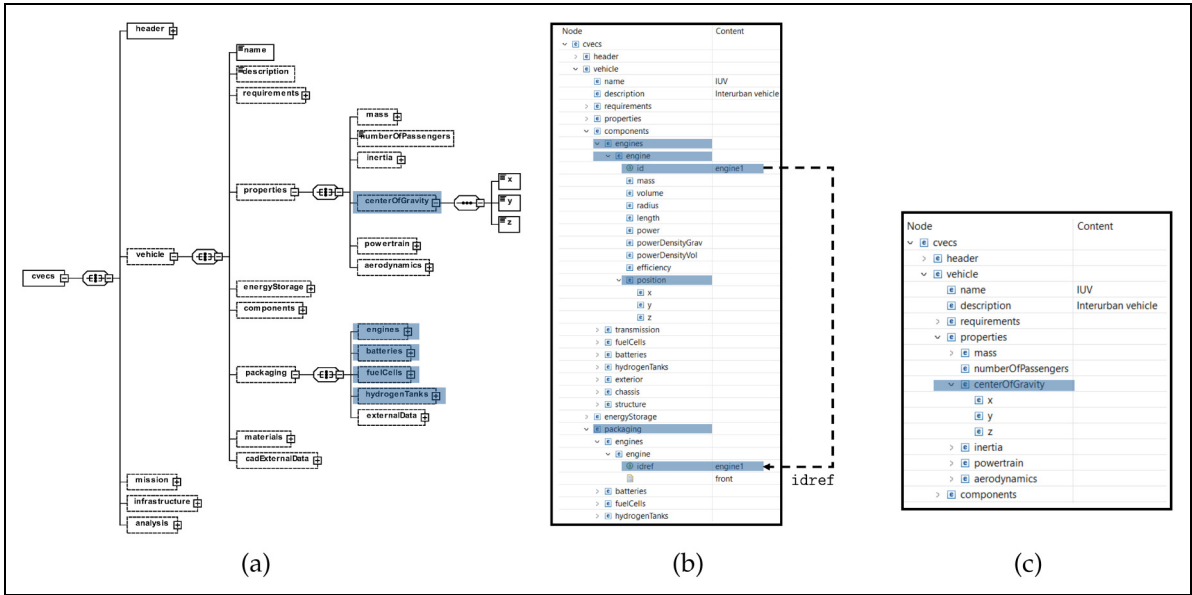 header
name
description
requirements
mass
numberOfPassengers
inertia
properties
centerOfGravity
x
y
z
powertrain
aerodynamics
vehicle
cvecs
energyStorage
components
engines
batteries
packaging
fuelCells
hydrogenTanks
externalData
materials
cadExternalData
mission
infrastructure
analysis
(a)
Node Content
cvecs
header
vehicle
name IUV
description Interurban vehicle
requirements
properties
components
engines
engine
id engine1
mass
volume
radius
length
power
powerDensityGrav
powerDensityVol
efficiency
position
x
y
z
transmission
fuelCells
batteries
hydrogenTanks
exterior
chassis
structure
energyStorage
packaging
engines
engine
idref engine1
front
batteries
fuelCells
hydrogenTanks
idref
(b)
Node Content
cvecs
header
vehicle
name IUV
description Interurban vehicle
requirements
properties
mass
numberOfPassengers
centerOfGravity
x
y
z
inertia
powertrain
aerodynamics
components
(c)